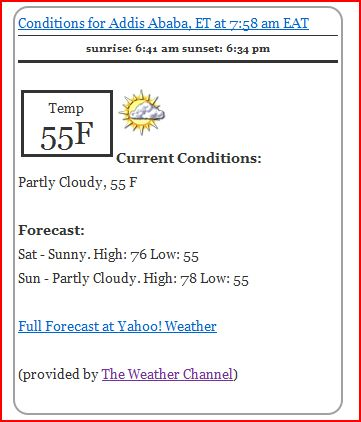 Conditions for Addis Ababa, ET at 7:58 am EAT
sunrise: 6:41 am sunset: 6:34 pm
Temp
55F
Current Conditions:
Partly Cloudy, 55 F
Forecast:
Sat - Sunny. High: 76 Low: 55
Sun - Partly Cloudy. High: 78 Low: 55
Full Forecast at Yahoo! Weather
(provided by The Weather Channel)